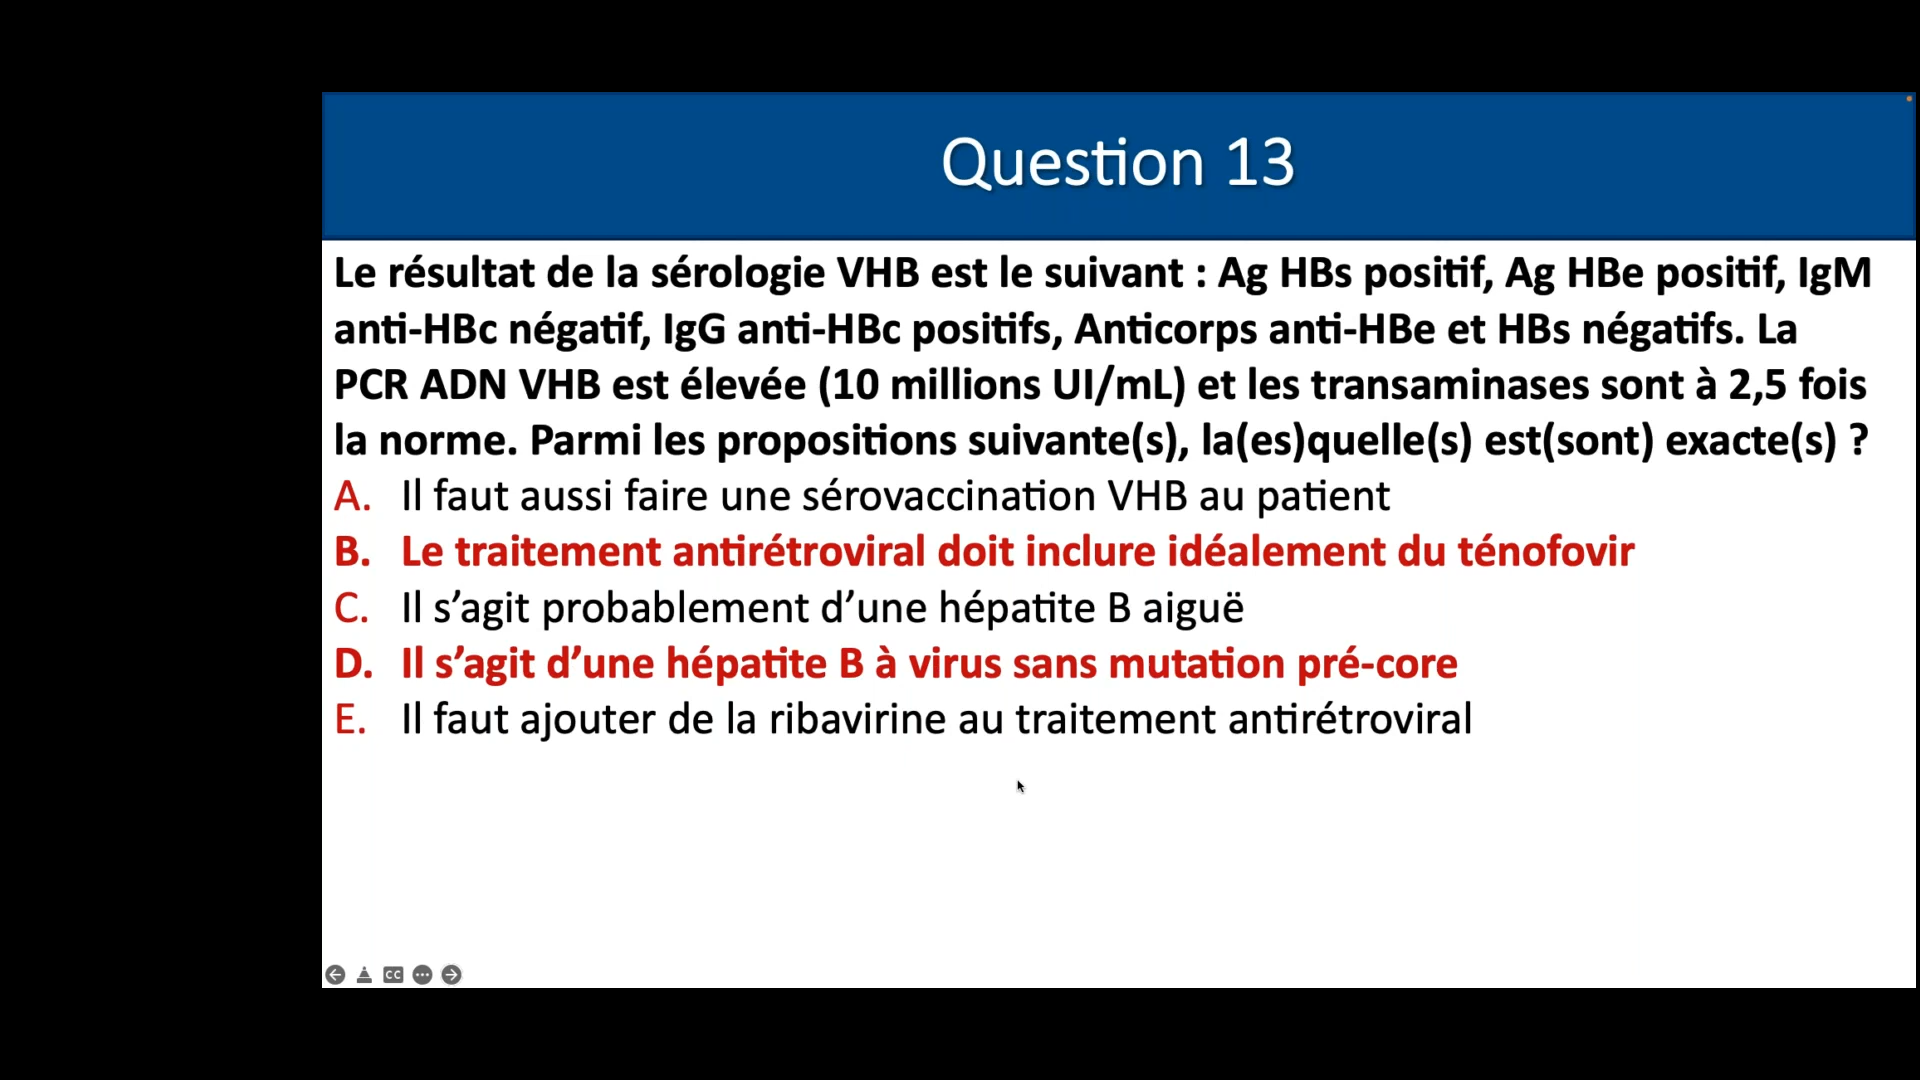 Question 13
Le résultat de la sérologie VHB est le suivant : Ag HBs positif, Ag HBe positif, IgM
anti-HBc négatif, IgG anti-HBc positifs, Anticorps anti-HBe et HBs négatifs. La
PCR ADN VHB est élevée (10 millions UI/mL) et les transaminases sont à 2,5 fois
la norme. Parmi les propositions suivante(s), la(es)quelle(s) est(sont) exacte(s) ?
A. Il faut aussi faire une sérovaccination VHB au patient
B. Le traitement antirétroviral doit inclure idéalement du ténofovir
C. Il s’agit probablement d’une hépatite B aiguë
D. Il s’agit d’une hépatite B à virus sans mutation pré-core
E. Il faut ajouter de la ribavirine au traitement antirétroviral
CC